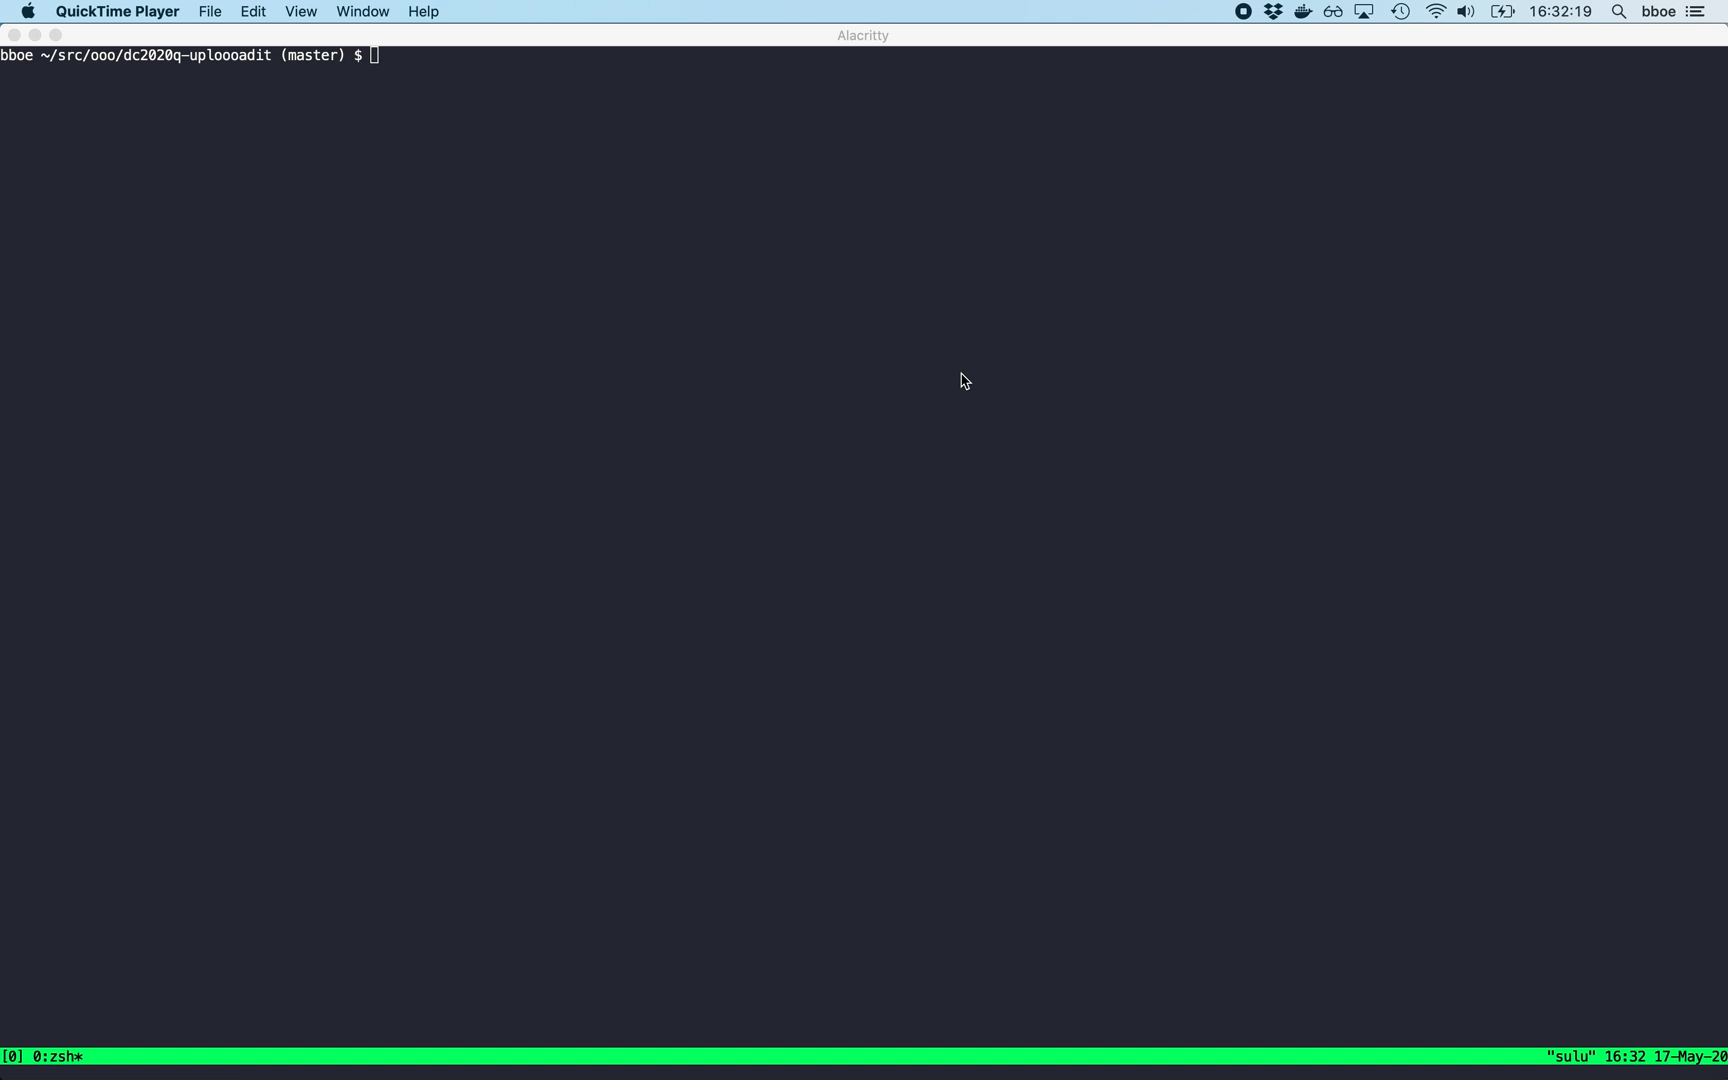 QuickTime Player File Edit View Window Help 16:32:19 bboe
Alacritty
bboe ~/src/ooo/dc2020q-uploooadit (master) $
[0] 0:zsh* "sulu" 16:32 17-May-20